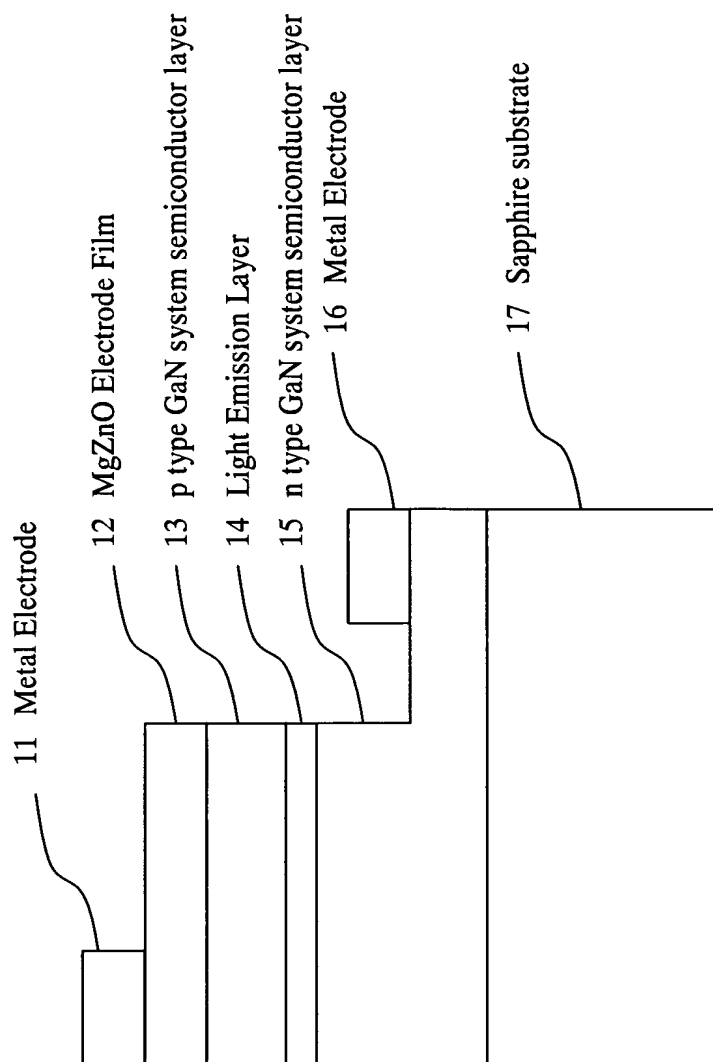 11 Metal Electrode
12 MgZnO Electrode Film
13 p type GaN system semiconductor layer
14 Light Emission Layer
15 n type GaN system semiconductor layer
16 Metal Electrode
17 Sapphire substrate